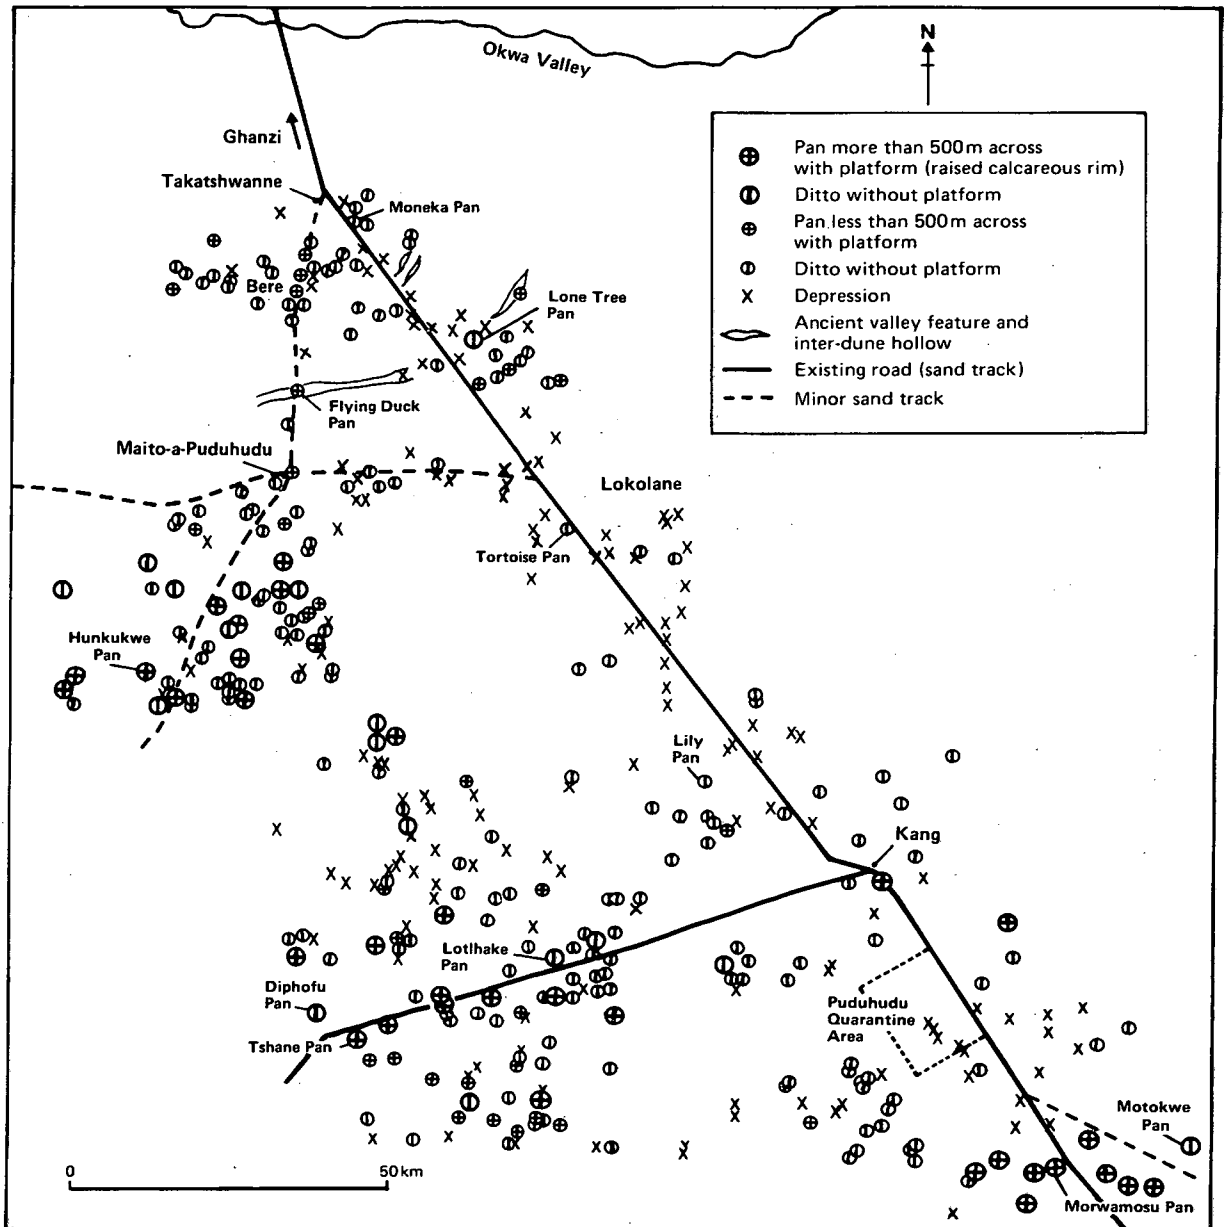 Okwa Valley
N
Ghanzi
Takatshwanne
Moneka Pan
Bere
Lone Tree
Pan
Flying Duck
Pan
Maito-a-Puduhudu
Lokolane
Tortoise Pan
Hunkukwe
Pan
Lily
Pan
Kang
Lotlhake
Pan
Diphofu
Pan
Tshane Pan
Puduhudu
Quarantine
Area
Motokwe
Pan
Morwamosu Pan
0
50km
Pan more than 500m across
with platform (raised calcareous rim)
Ditto without platform
Pan less than 500m across
with platform
Ditto without platform
Depression
Ancient valley feature and
inter-dune hollow
Existing road (sand track)
Minor sand track